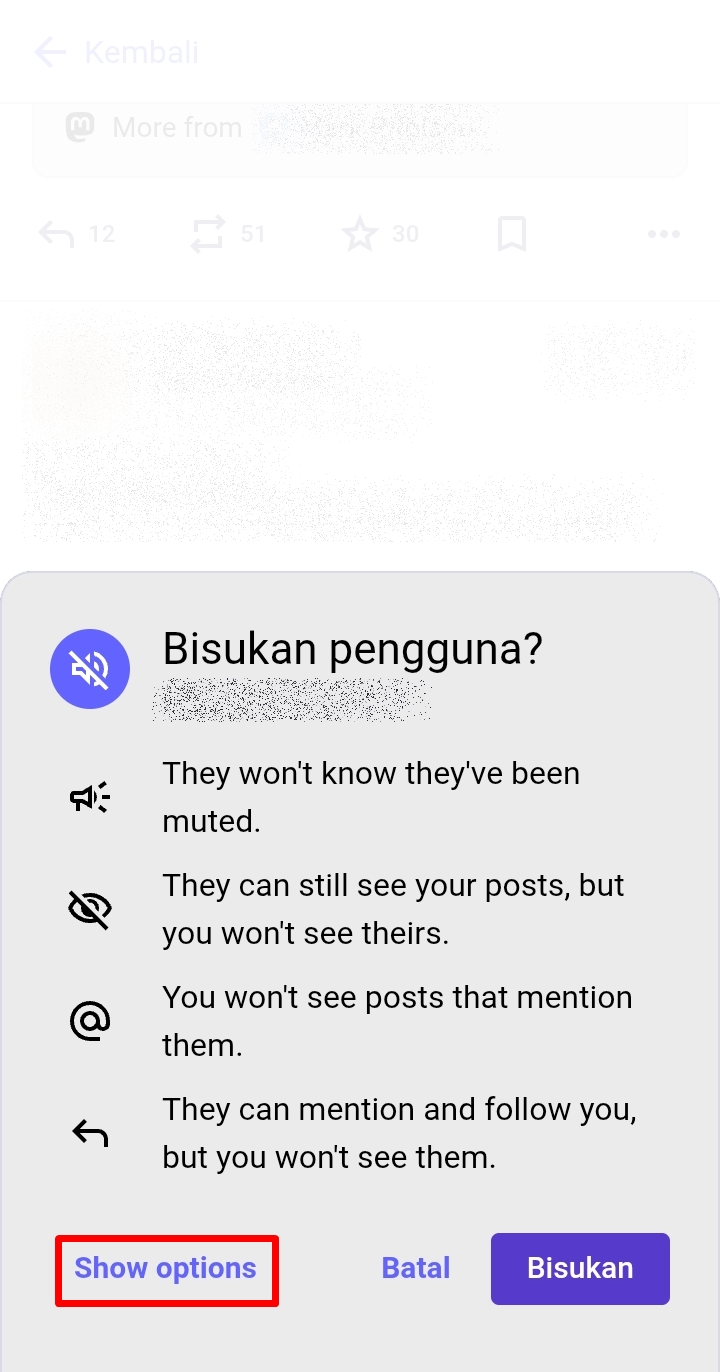 Kembali
More from
12 51 30
Bisukan pengguna?
They won't know they've been
muted.
They can still see your posts, but
you won't see theirs.
You won't see posts that mention
them.
They can mention and follow you,
but you won't see them.
Show options Batal Bisukan